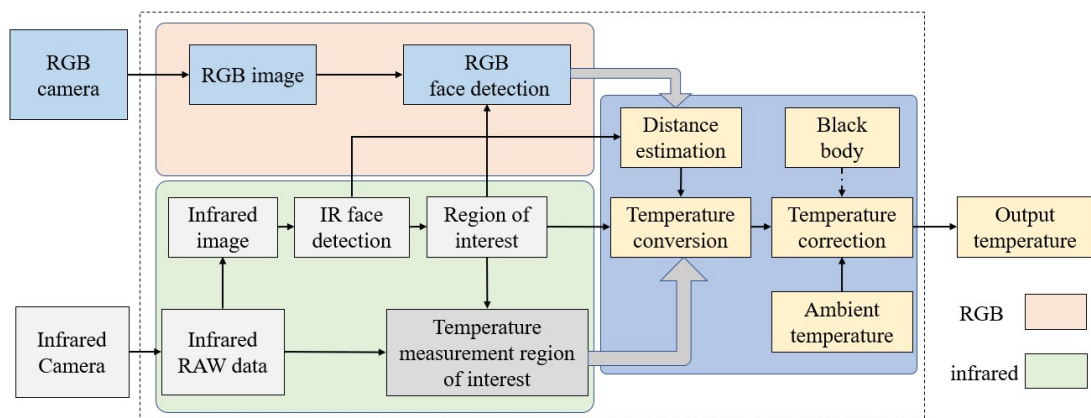 RGB
camera
RGB image
RGB
face detection
Distance
estimation
Black
body
Infrared
image
IR face
detection
Region of
interest
Temperature
conversion
Temperature
correction
Output
temperature
Infrared
Camera
Infrared
RAW data
Temperature
measurement region
of interest
Ambient
temperature
RGB
infrared